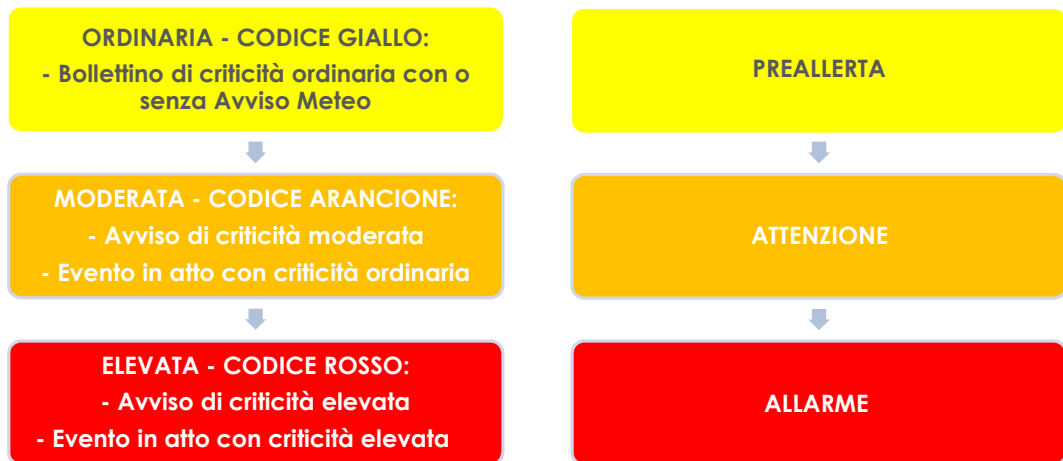 ORDINARIA - CODICE GIALLO:
- Bollettino di criticità ordinaria con o
senza Avviso Meteo
PREALLERTA
MODERATA - CODICE ARANCIONE:
- Avviso di criticità moderata
- Evento in atto con criticità ordinaria
ATTENZIONE
ELEVATA - CODICE ROSSO:
- Avviso di criticità elevata
- Evento in atto con criticità elevata
ALLARME